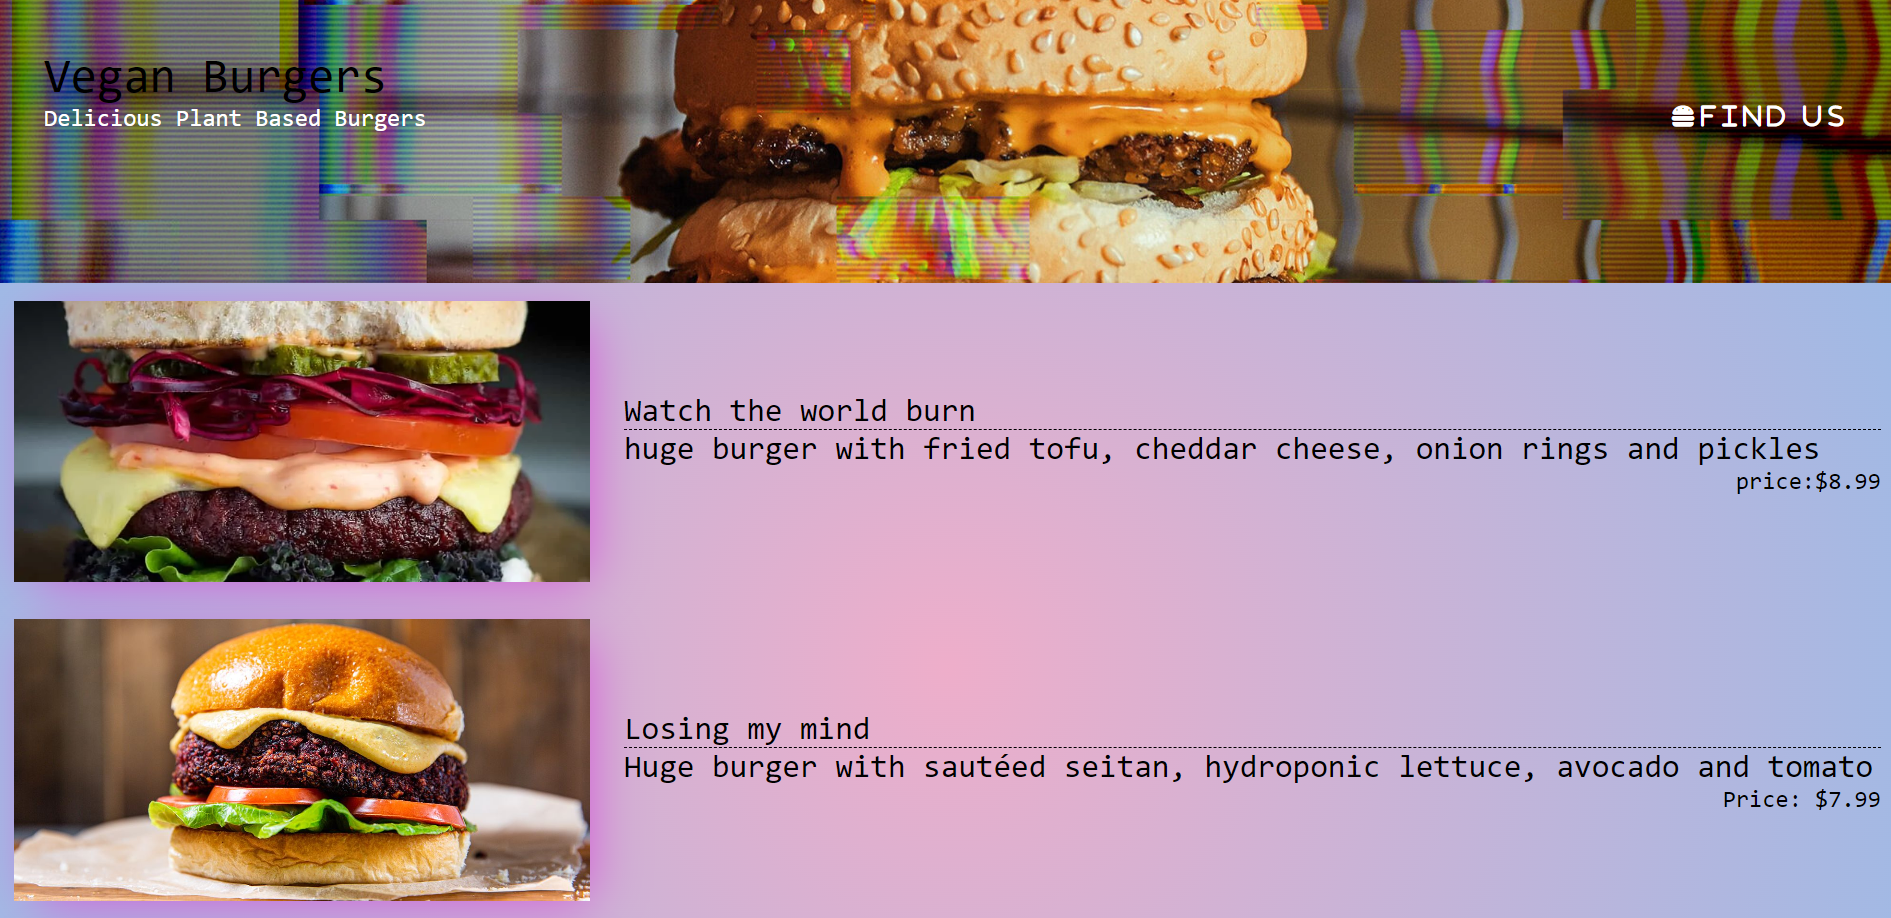 Vegan Burgers
Delicious Plant Based Burgers
FIND US
Watch the world burn
huge burger with fried tofu, cheddar cheese, onion rings and pickles
price:$8.99
Losing my mind
Huge burger with sautéed seitan, hydroponic lettuce, avocado and tomato
Price: $7.99